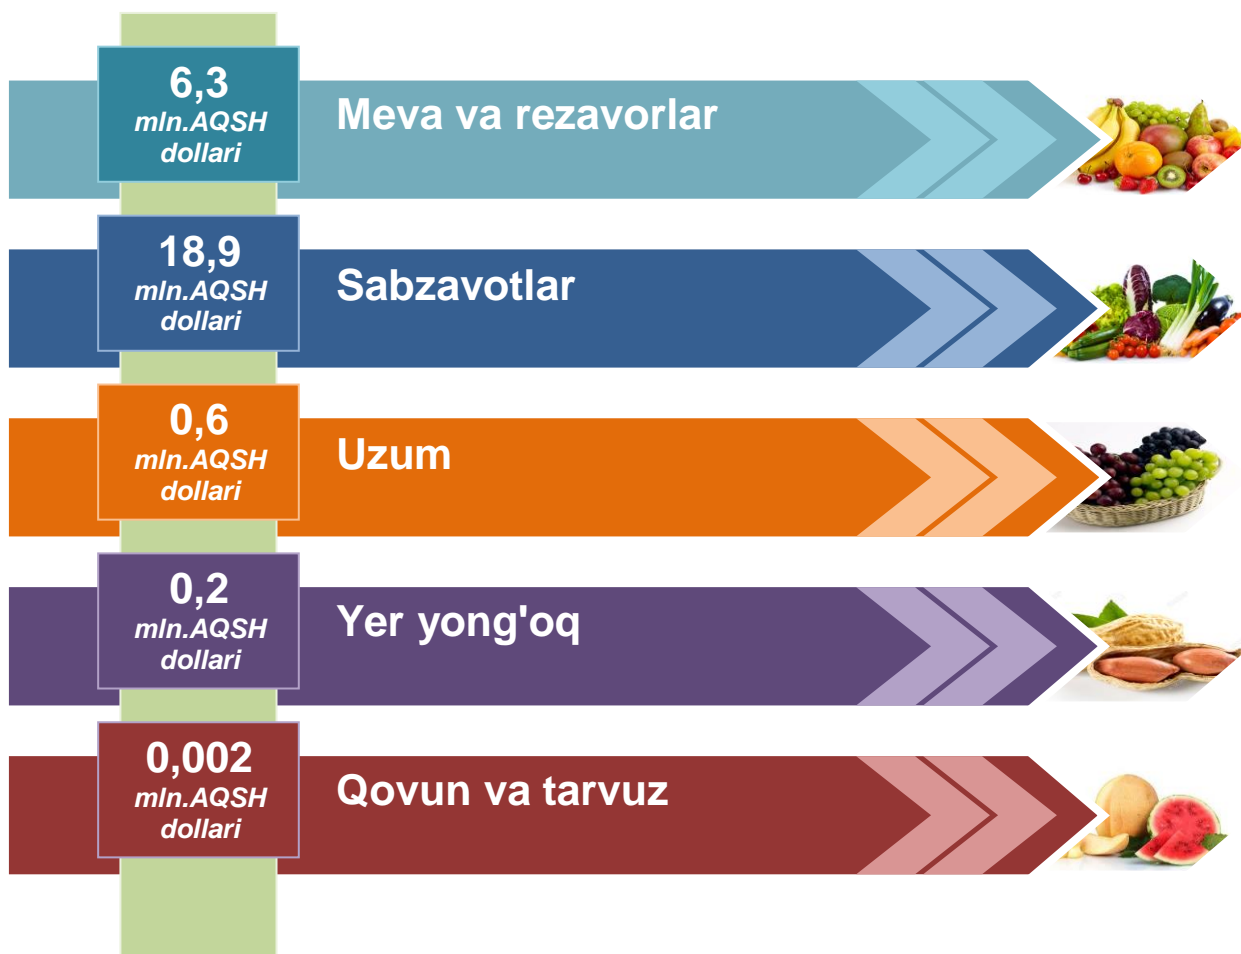 6,3
mln.AQSH
dollari
Meva va rezavorlar
18,9
mln.AQSH
dollari
Sabzavotlar
0,6
mln.AQSH
dollari
Uzum
0,2
mln.AQSH
dollari
Yer yong'oq
0,002
mln.AQSH
dollari
Qovun va tarvuz